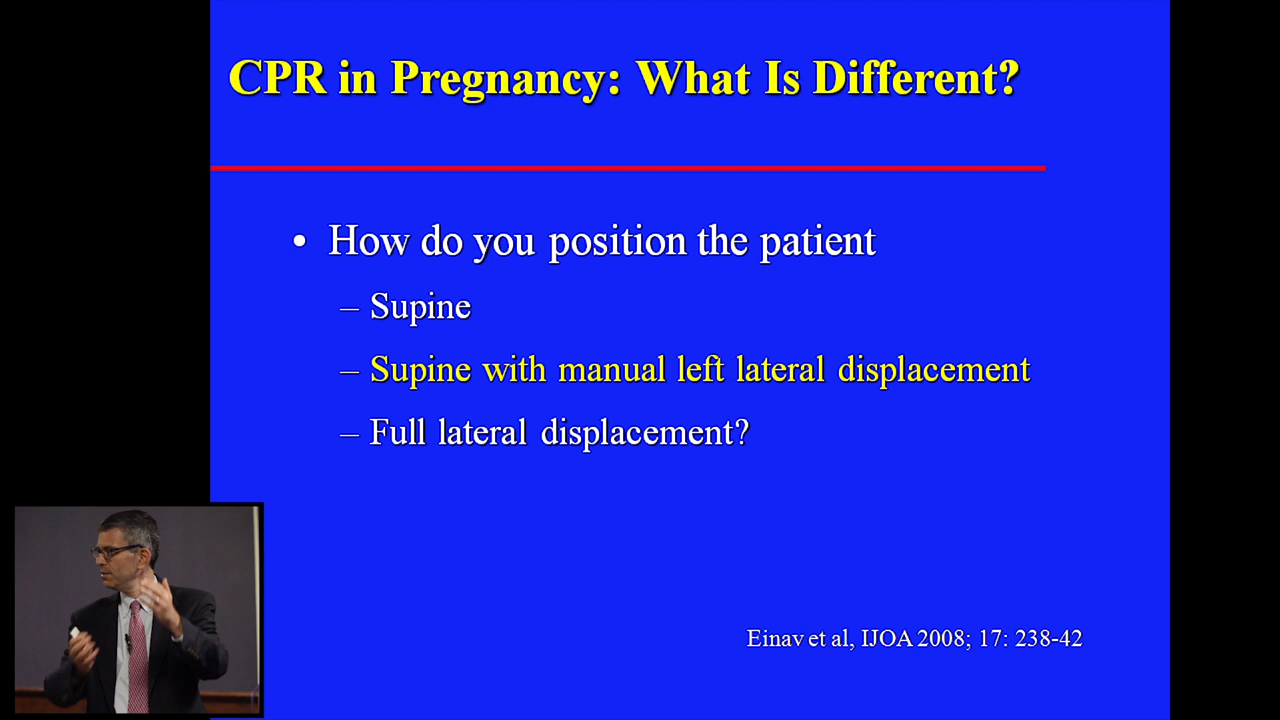 CPR in Pregnancy: What Is Different?
• How do you position the patient
– Supine
– Supine with manual left lateral displacement
– Full lateral displacement?
Einav et al, IJOA 2008; 17: 238-42